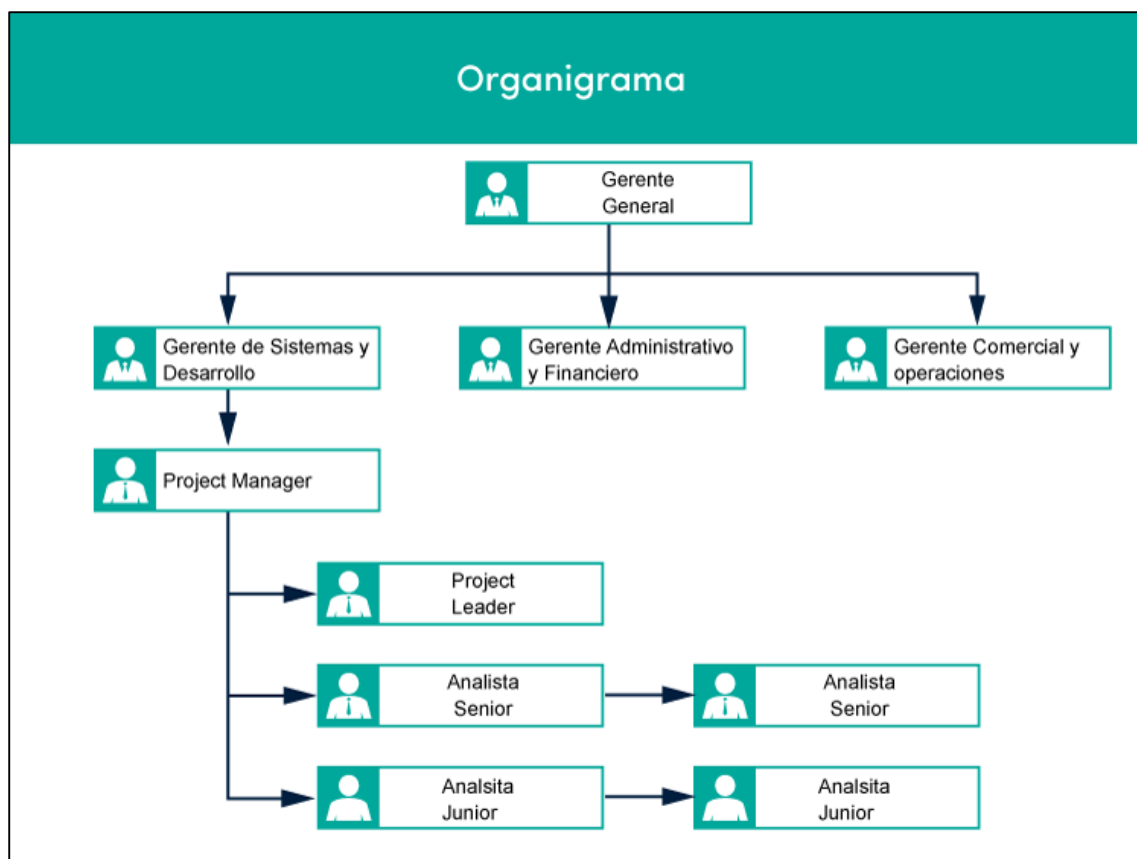 Organigrama
Gerente
General
Gerente de Sistemas y
Desarrollo
Gerente Administrativo
y Financiero
Gerente Comercial y
operaciones
Project Manager
Project
Leader
Analista
Senior
Analista
Senior
Analsita
Junior
Analsita
Junior